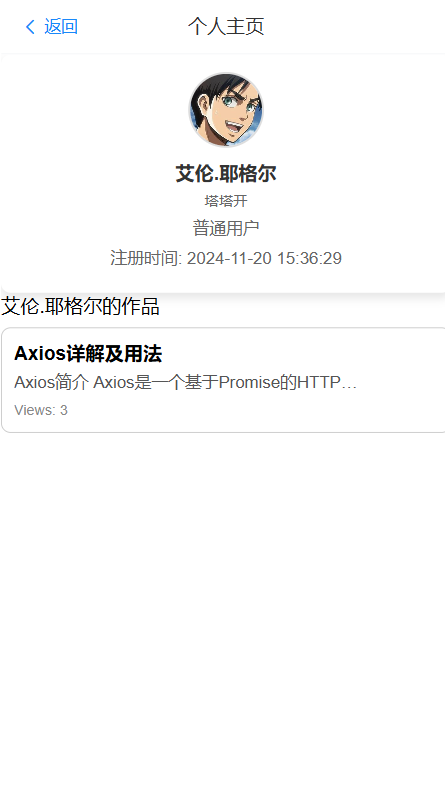 返回
个人主页
艾伦.耶格尔
塔塔开
普通用户
注册时间: 2024-11-20 15:36:29
艾伦.耶格尔的作品
Axios详解及用法
Axios简介 Axios是一个基于Promise的HTTP…
Views: 3